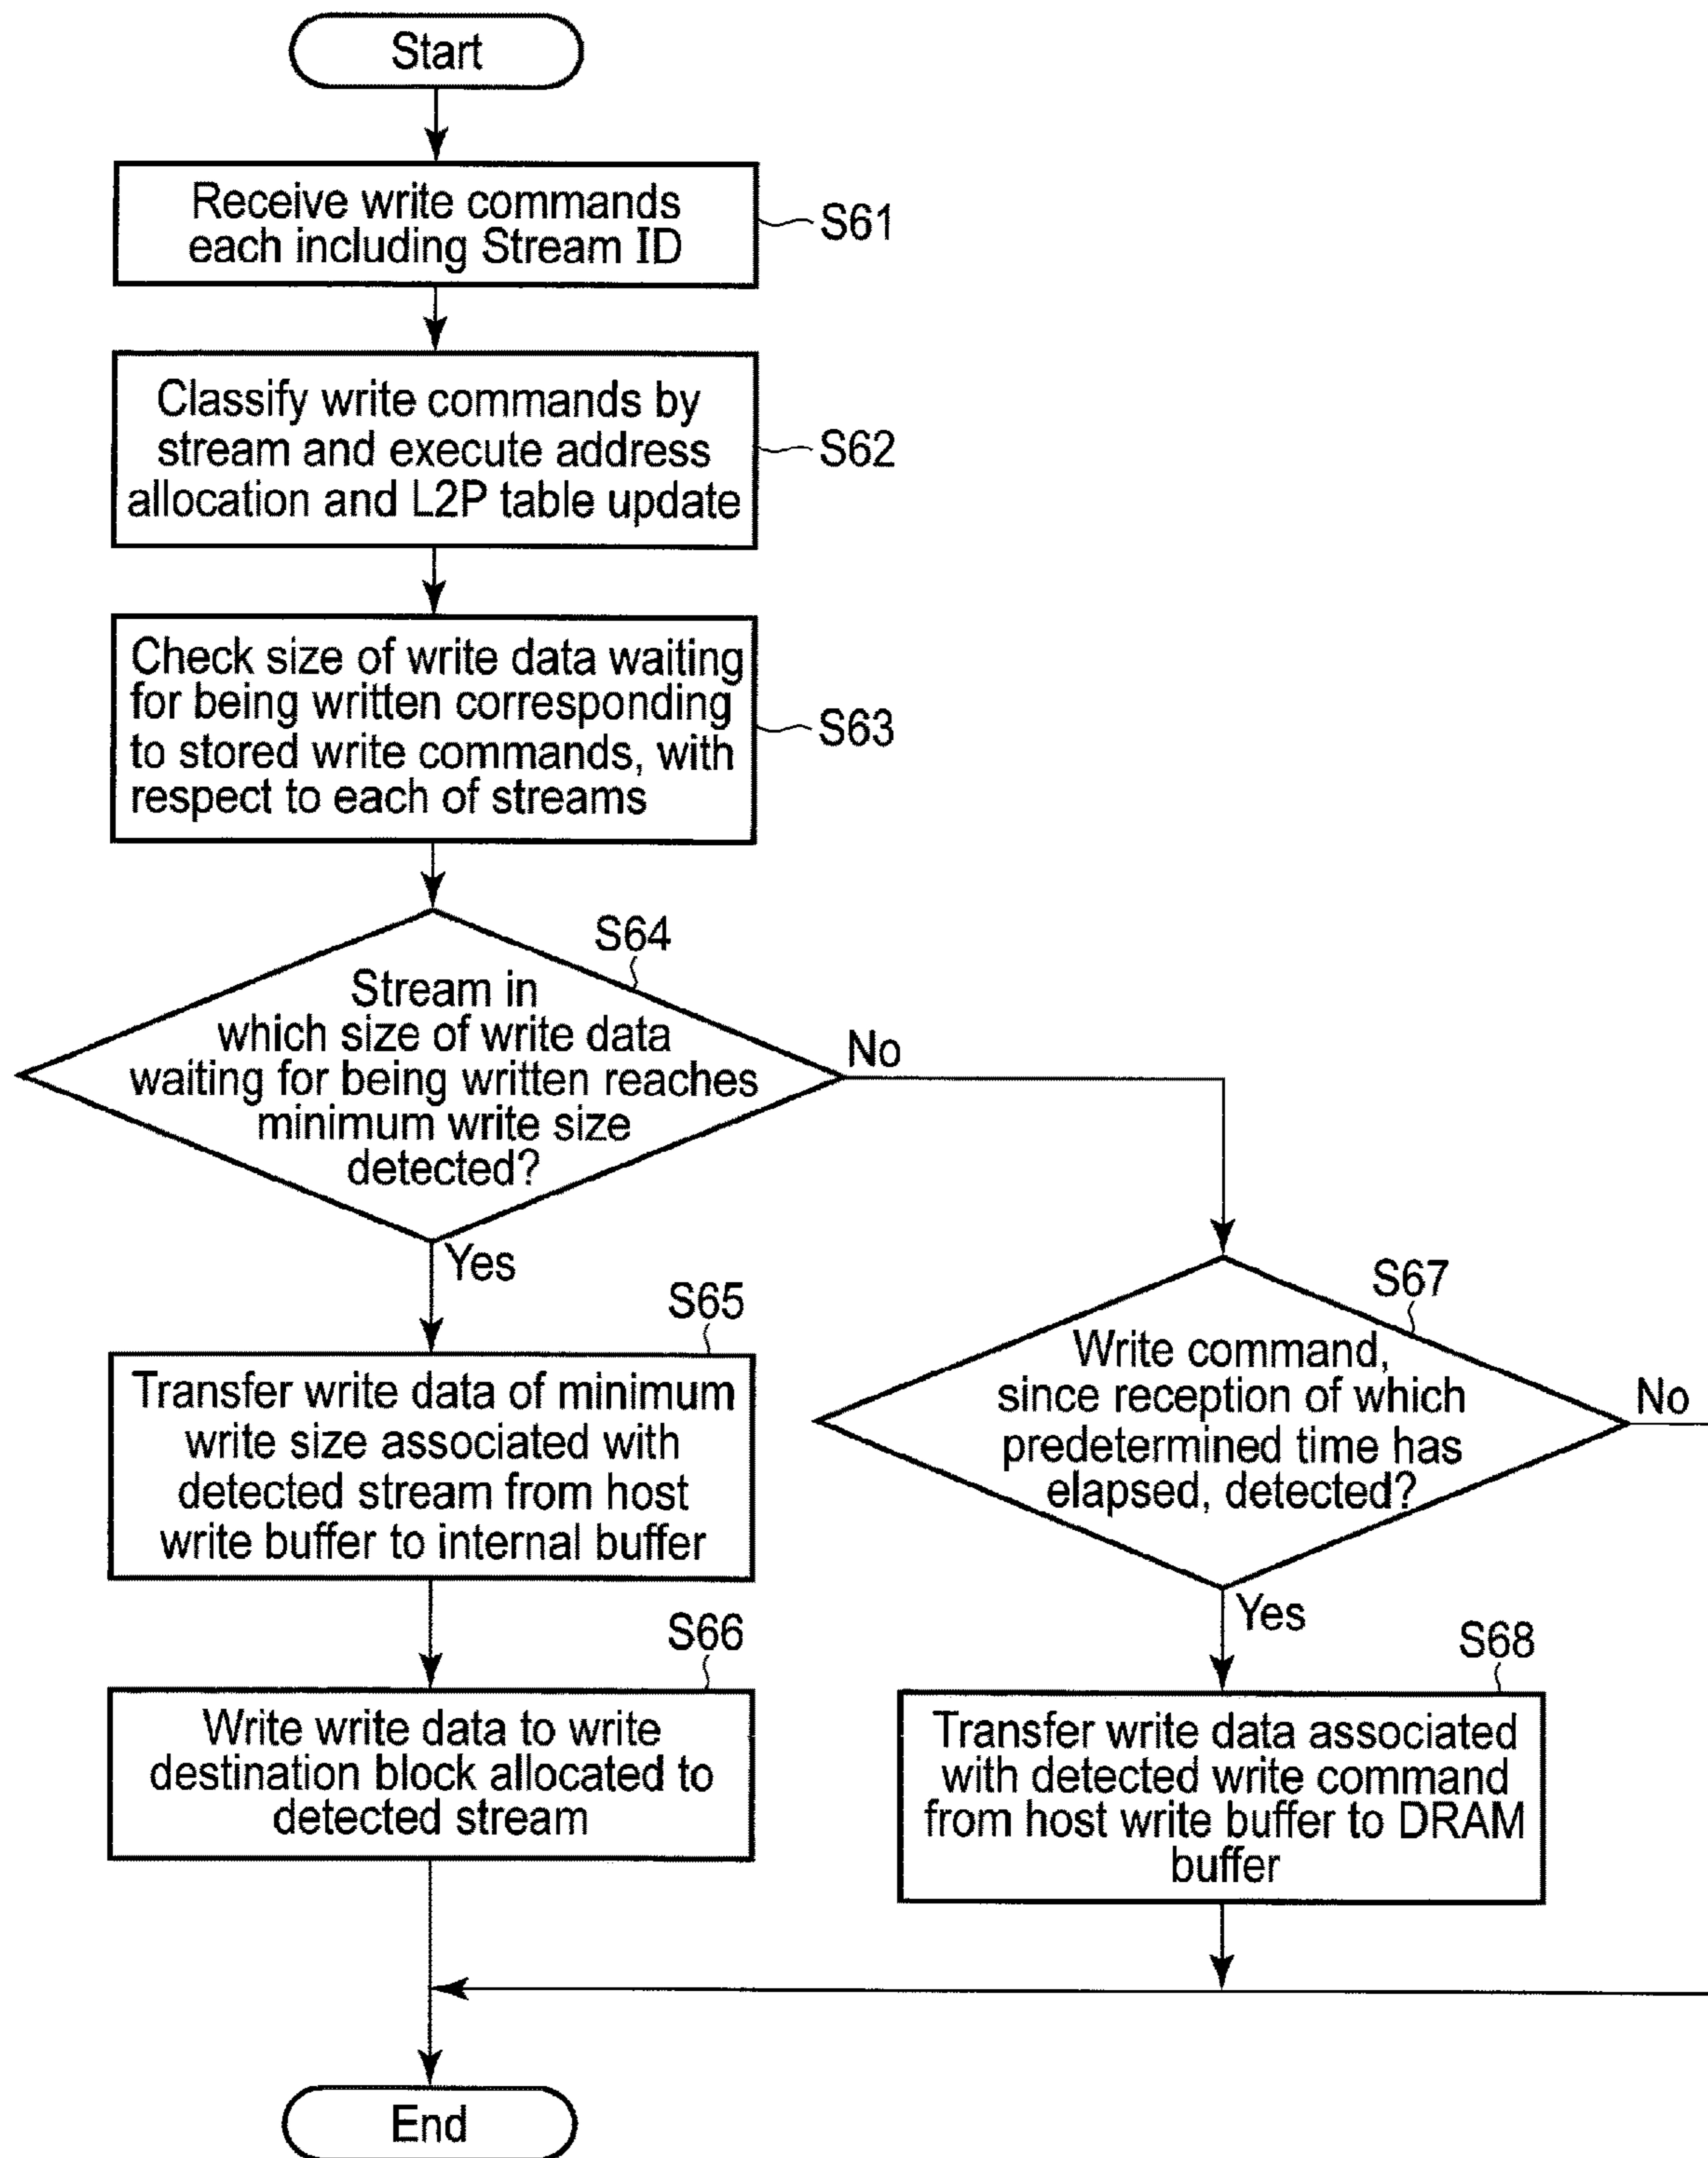 Start
Receive write commands
each including Stream ID
S61
Classify write commands by
stream and execute address
allocation and L2P table update
S62
Check size of write data waiting
for being written corresponding
to stored write commands, with
respect to each of streams
S63
S64
Stream in
which size of write data
waiting for being written reaches
minimum write size
detected?
No
Yes
S65
Transfer write data of minimum
write size associated with
detected stream from host
write buffer to internal buffer
S66
Write write data to write
destination block allocated to
detected stream
S67
Write command,
since reception of which
predetermined time has
elapsed, detected?
No
Yes
S68
Transfer write data associated
with detected write command
from host write buffer to DRAM
buffer
End